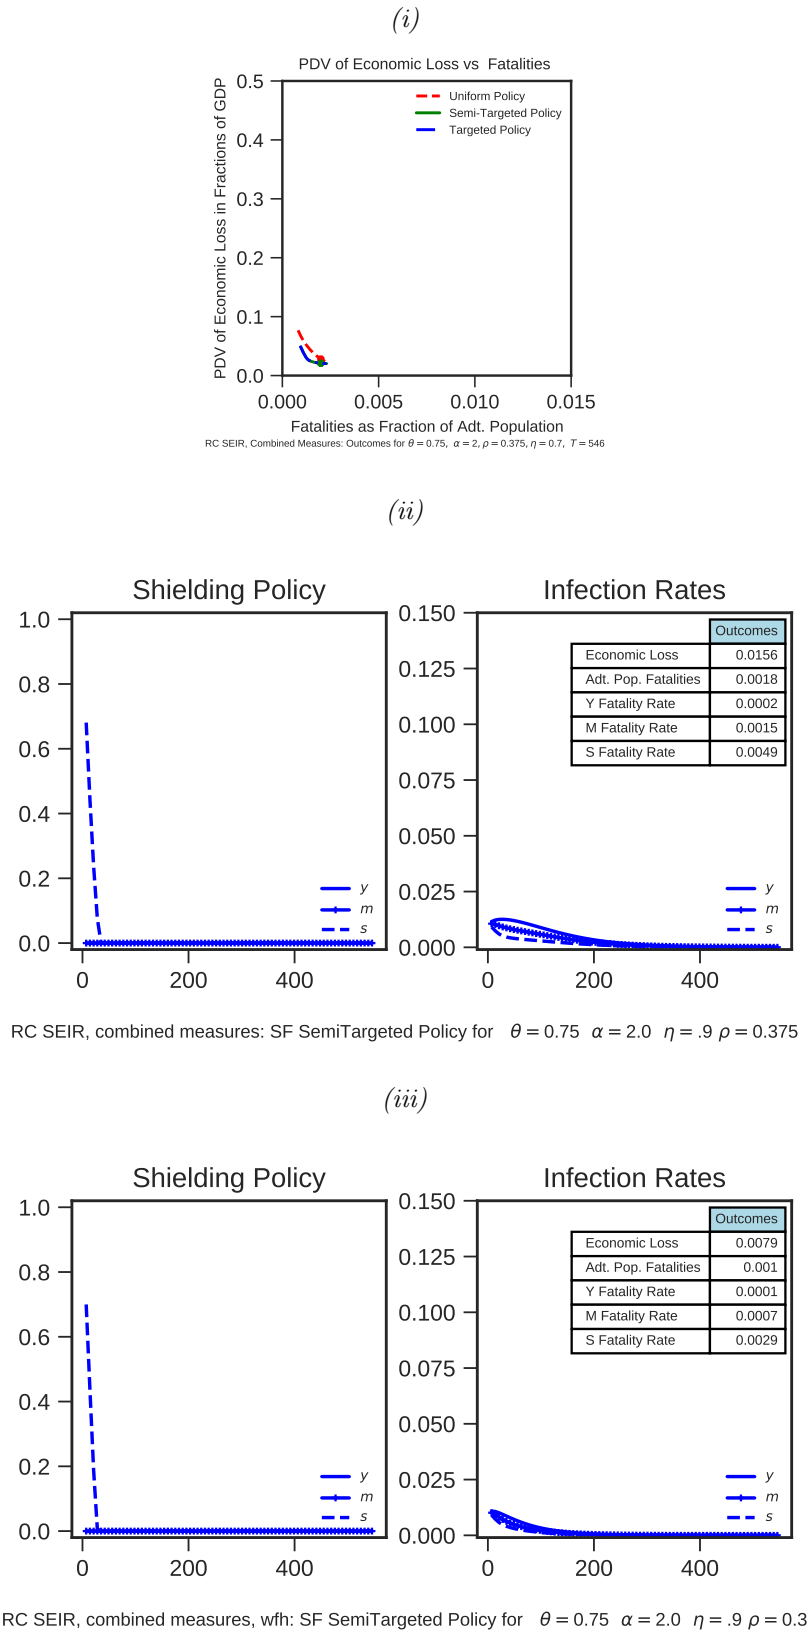 (i)
PDV of Economic Loss vs Fatalities
PDV of Economic Loss in Fractions of GDP
0.5
0.4
0.3
0.2
0.1
0.0
Uniform Policy
Semi-Targeted Policy
Targeted Policy
0.000 0.005 0.010 0.015
Fatalities as Fraction of Adt. Population
RC SEIR, Combined Measures: Outcomes for θ = 0.75, α = 2, ρ = 0.375, η = 0.7, T = 546
(ii)
Shielding Policy
1.0
0.8
0.6
0.4
0.2
0.0
y
m
s
0 200 400
Infection Rates
0.150
0.125
0.100
0.075
0.050
0.025
0.000
Outcomes
Economic Loss 0.0156
Adt. Pop. Fatalities 0.0018
Y Fatality Rate 0.0002
M Fatality Rate 0.0015
S Fatality Rate 0.0049
y
m
s
0 200 400
RC SEIR, combined measures: SF SemiTargeted Policy for θ = 0.75 α = 2.0 η = .9 ρ = 0.375
(iii)
Shielding Policy
1.0
0.8
0.6
0.4
0.2
0.0
y
m
s
0 200 400
Infection Rates
0.150
0.125
0.100
0.075
0.050
0.025
0.000
Outcomes
Economic Loss 0.0079
Adt. Pop. Fatalities 0.001
Y Fatality Rate 0.0001
M Fatality Rate 0.0007
S Fatality Rate 0.0029
y
m
s
0 200 400
RC SEIR, combined measures, wfh: SF SemiTargeted Policy for θ = 0.75 α = 2.0 η = .9 ρ = 0.3